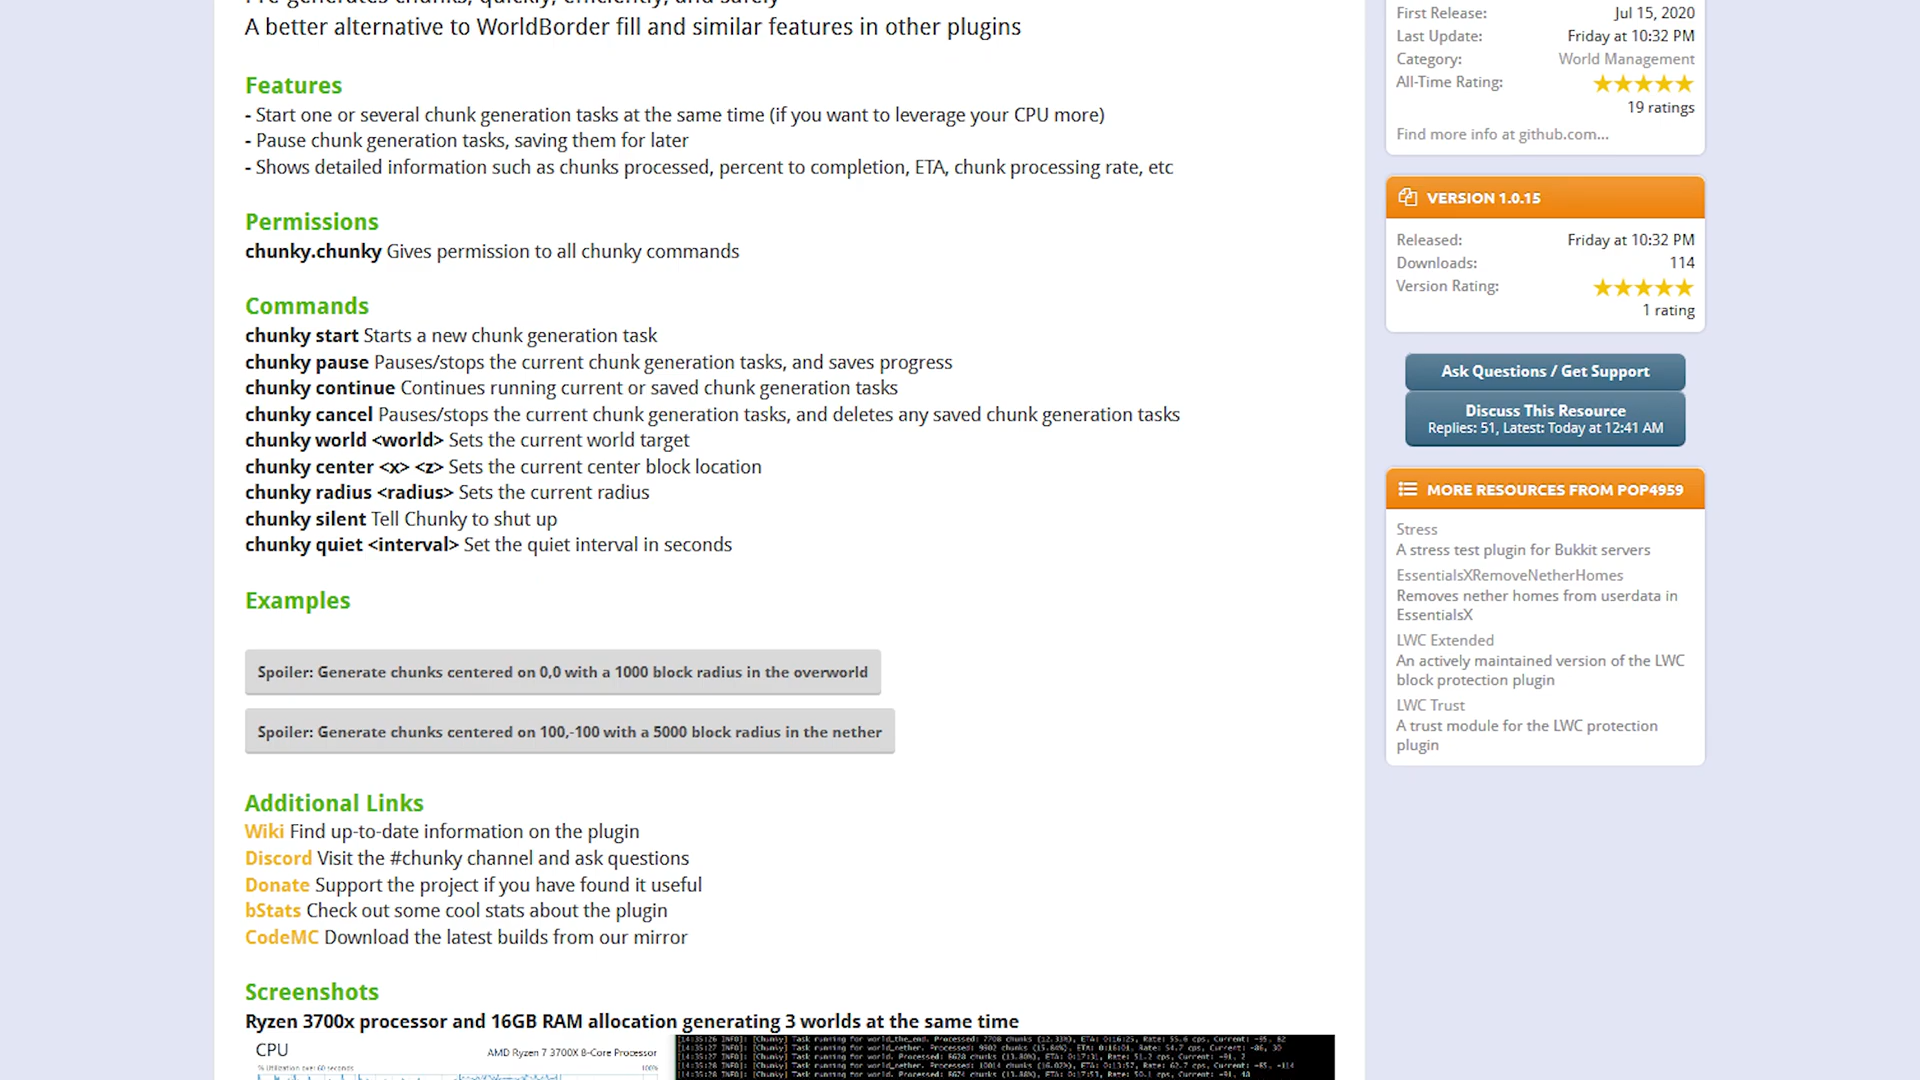 Pre-generates chunks, quickly, efficiently, and safely
A better alternative to WorldBorder fill and similar features in other plugins
Features
- Start one or several chunk generation tasks at the same time (if you want to leverage your CPU more)
- Pause chunk generation tasks, saving them for later
- Shows detailed information such as chunks processed, percent to completion, ETA, chunk processing rate, etc
Permissions
chunky.chunky Gives permission to all chunky commands
Commands
chunky start Starts a new chunk generation task
chunky pause Pauses/stops the current chunk generation tasks, and saves progress
chunky continue Continues running current or saved chunk generation tasks
chunky cancel Pauses/stops the current chunk generation tasks, and deletes any saved chunk generation tasks
chunky world <world> Sets the current world target
chunky center <x> <z> Sets the current center block location
chunky radius <radius> Sets the current radius
chunky silent Tell Chunky to shut up
chunky quiet <interval> Set the quiet interval in seconds
Examples
Spoiler: Generate chunks centered on 0,0 with a 1000 block radius in the overworld
Spoiler: Generate chunks centered on 100,-100 with a 5000 block radius in the nether
Additional Links
Wiki Find up-to-date information on the plugin
Discord Visit the #chunky channel and ask questions
Donate Support the project if you have found it useful
bStats Check out some cool stats about the plugin
CodeMC Download the latest builds from our mirror
Screenshots
Ryzen 3700x processor and 16GB RAM allocation generating 3 worlds at the same time
CPU
AMD Ryzen 7 3700X 8-Core Processor
% Utilization over 60 seconds
100%
First Release: Jul 15, 2020
Last Update: Friday at 10:32 PM
Category: World Management
All-Time Rating:
19 ratings
Find more info at github.com...
VERSION 1.0.15
Released: Friday at 10:32 PM
Downloads: 114
Version Rating:
1 rating
Ask Questions / Get Support
Discuss This Resource
Replies: 51, Latest: Today at 12:41 AM
MORE RESOURCES FROM POP4959
Stress
A stress test plugin for Bukkit servers
EssentialsXRemoveNetherHomes
Removes nether homes from userdata in
EssentialsX
LWC Extended
An actively maintained version of the LWC
block protection plugin
LWC Trust
A trust module for the LWC protection
plugin